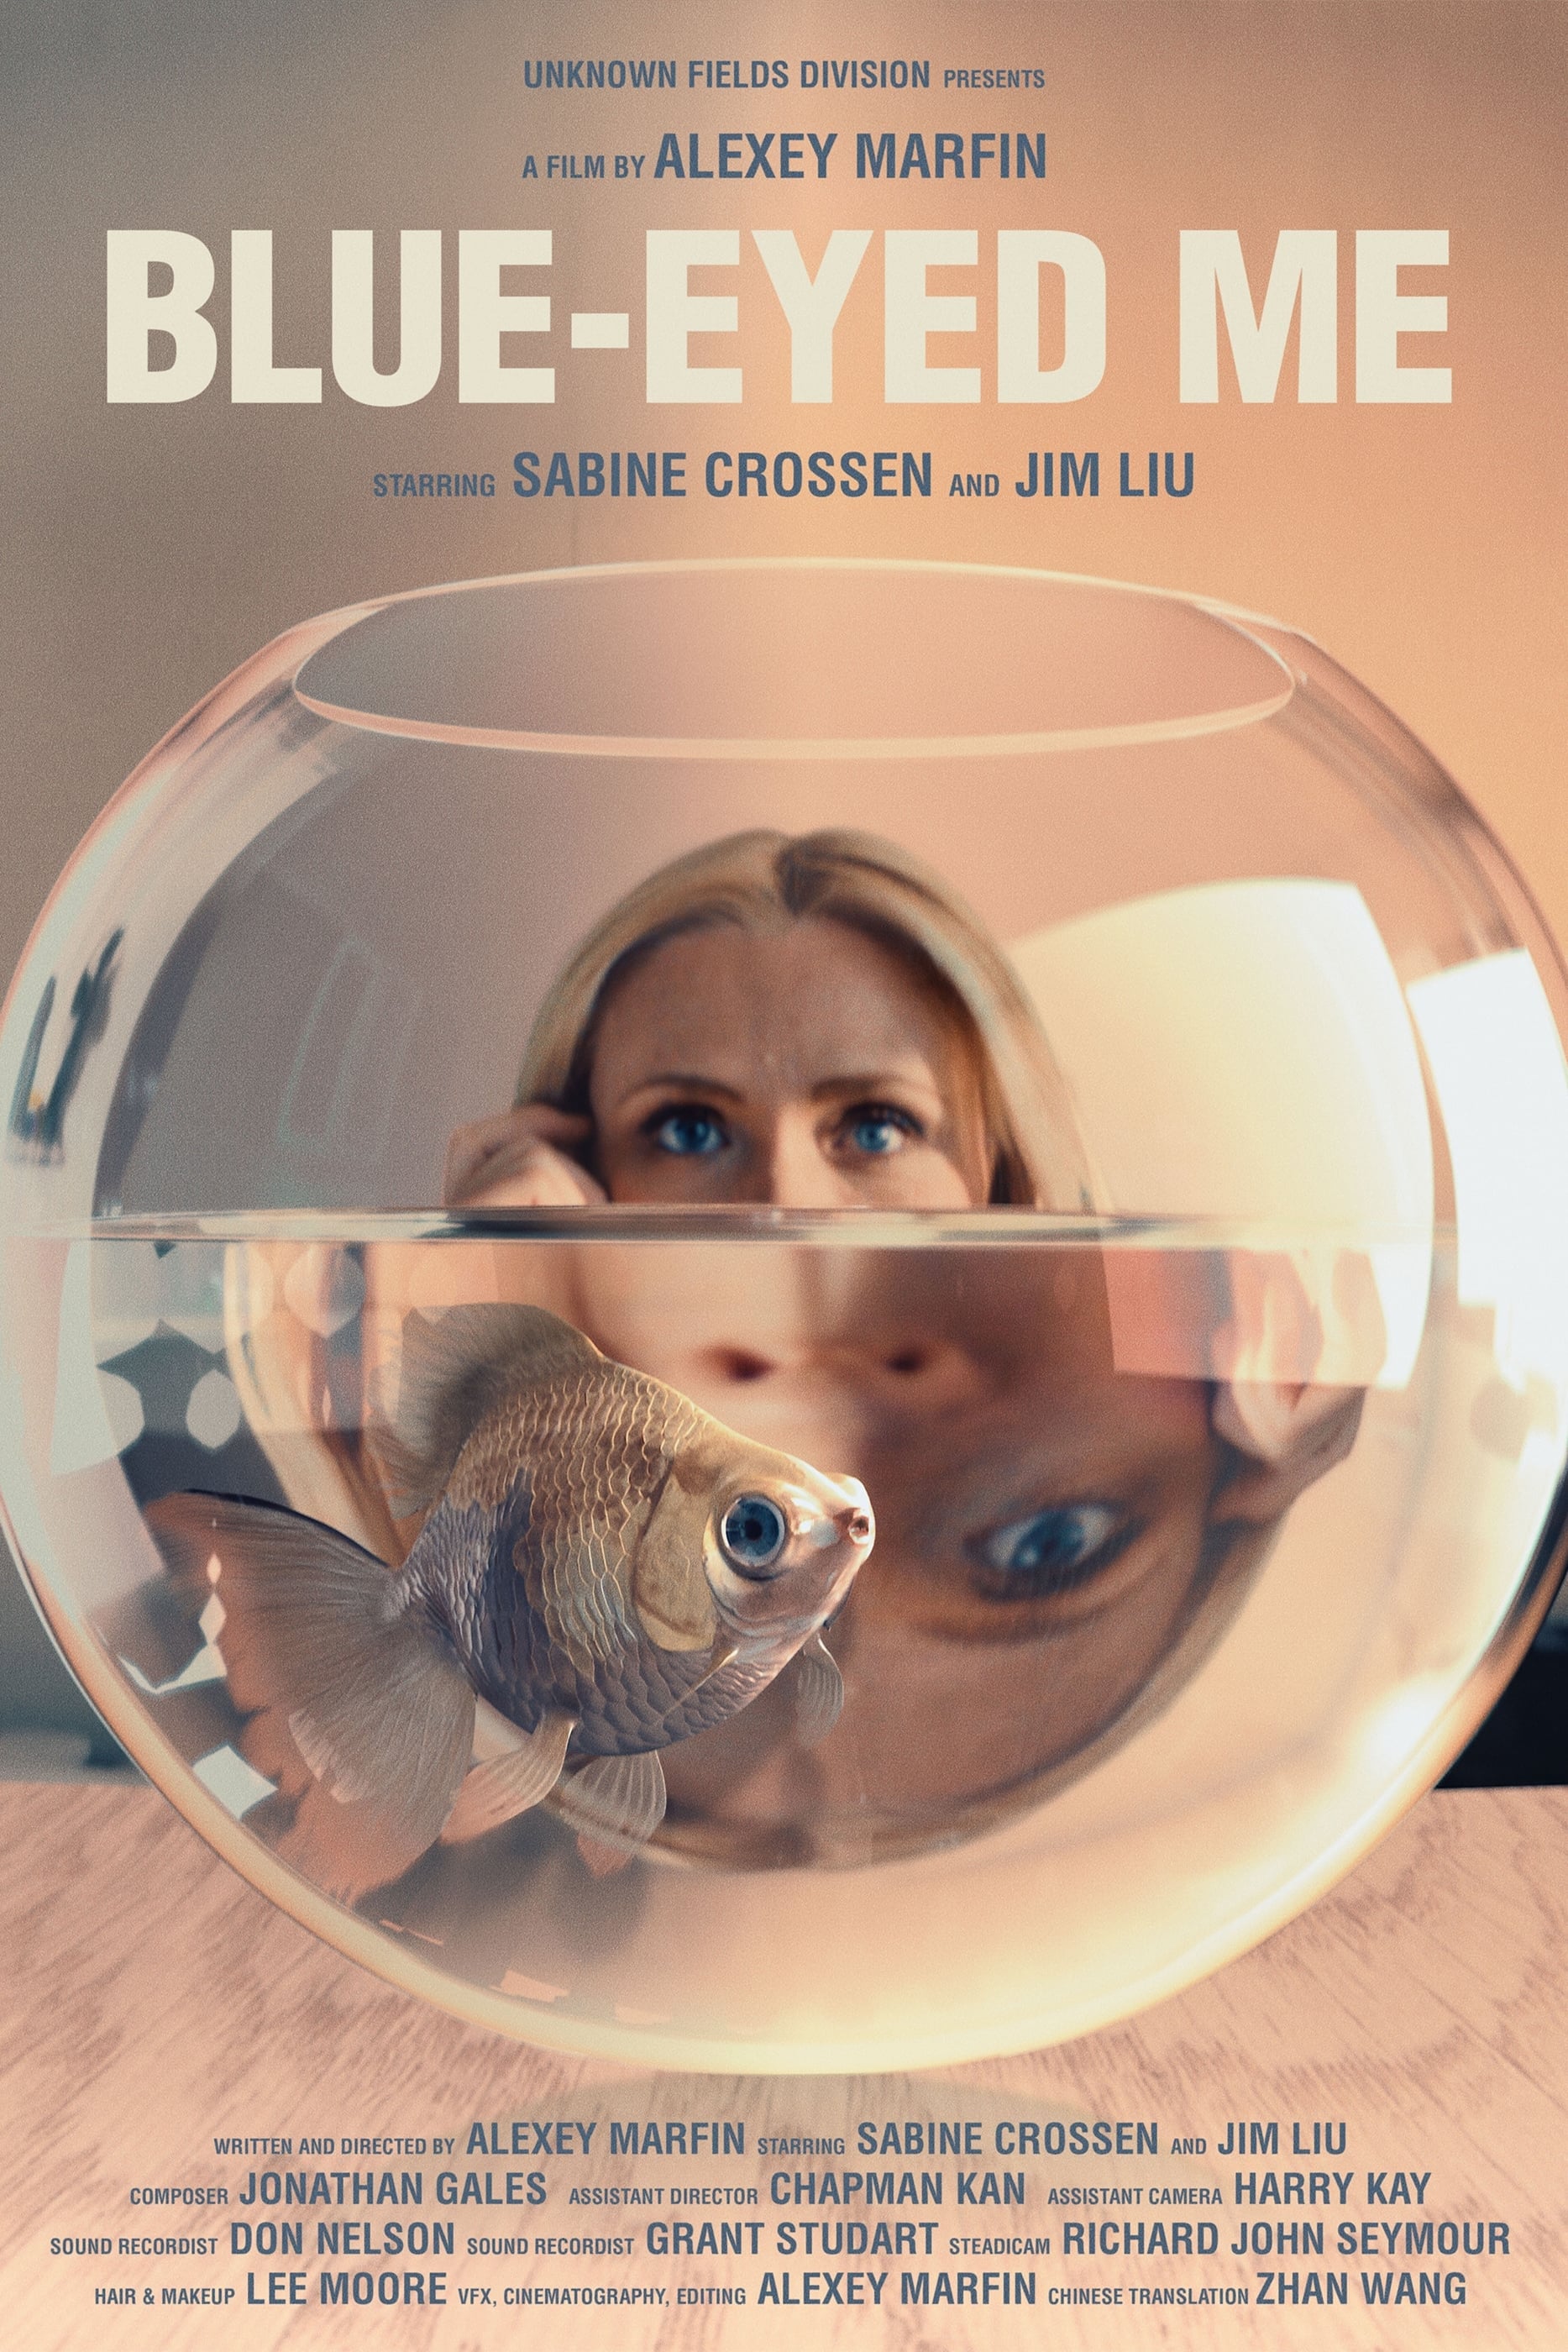 UNKNOWN FIELDS DIVISION PRESENTS
A FILM BY ALEXEY MARFIN
BLUE-EYED ME
STARRING SABINE CROSSEN AND JIM LIU
WRITTEN AND DIRECTED BY ALEXEY MARFIN STARRING SABINE CROSSEN AND JIM LIU
COMPOSER JONATHAN GALES ASSISTANT DIRECTOR CHAPMAN KAN ASSISTANT CAMERA HARRY KAY
SOUND RECORDIST DON NELSON SOUND RECORDIST GRANT STUDART STEADICAM RICHARD JOHN SEYMOUR
HAIR & MAKEUP LEE MOORE VFX, CINEMATOGRAPHY, EDITING ALEXEY MARFIN CHINESE TRANSLATION ZHAN WANG